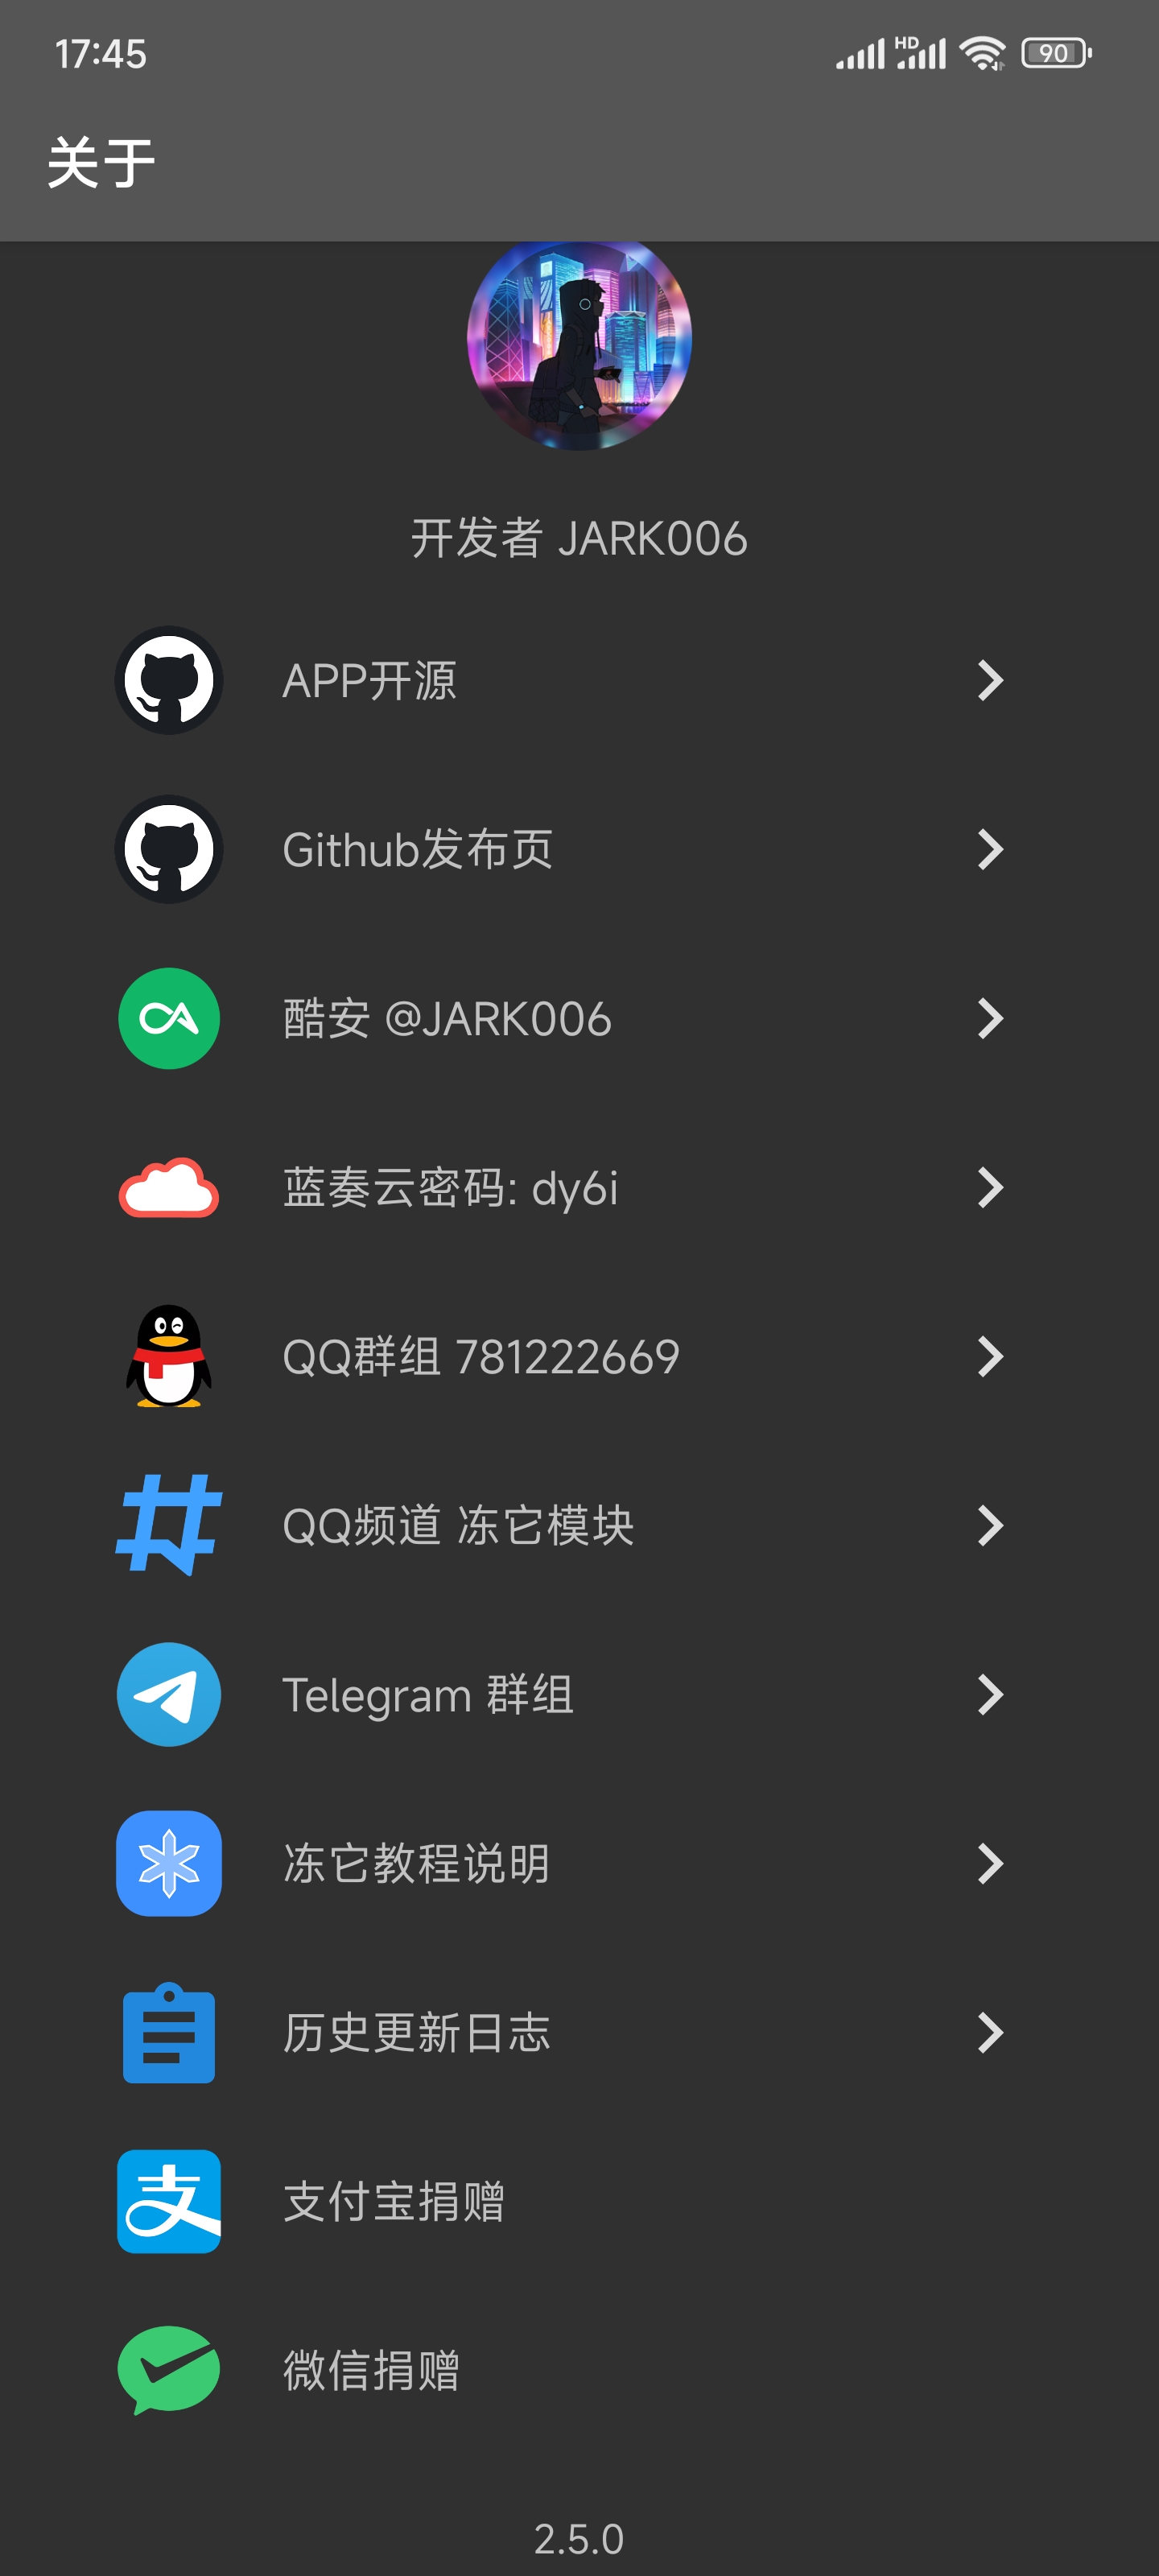 17:45
HD
90
关于
开发者 JARK006
APP开源
Github发布页
酷安 @JARK006
蓝奏云密码: dy6i
QQ群组 781222669
QQ频道 冻它模块
Telegram 群组
冻它教程说明
历史更新日志
支
支付宝捐赠
微信捐赠
2.5.0